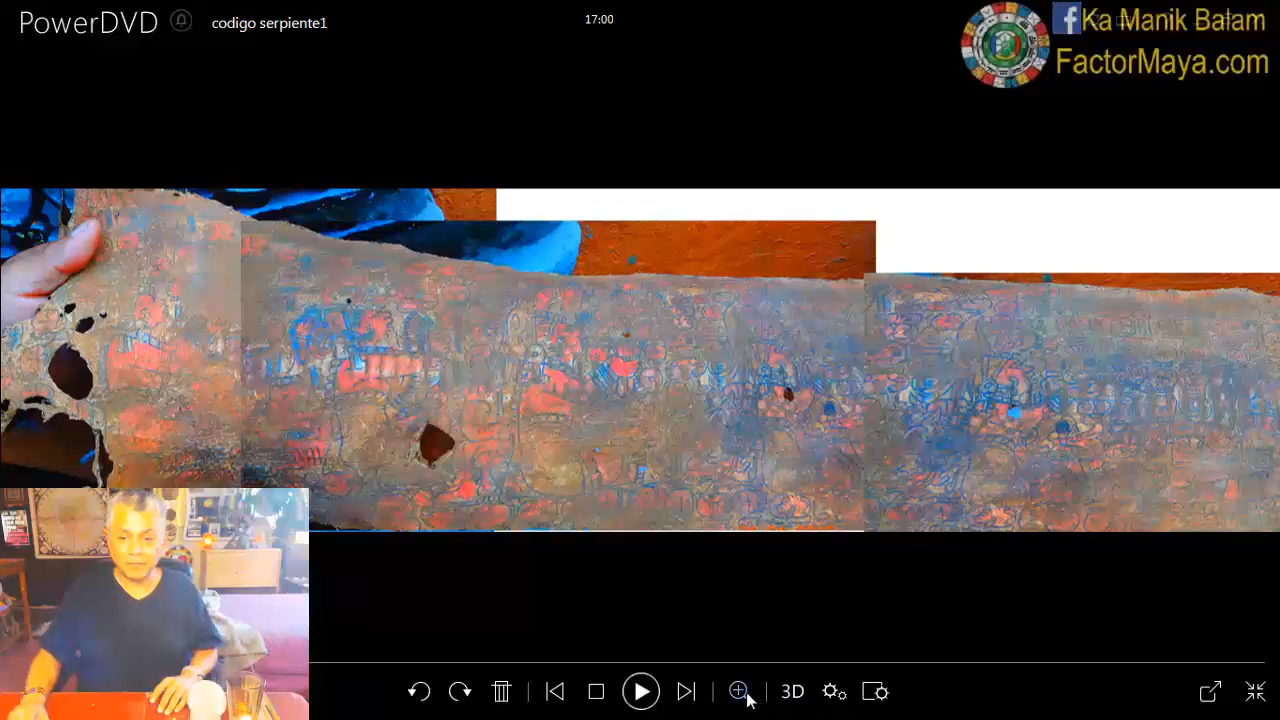 PowerDVD
codigo serpiente1
17:00
Ka Manik Balam
FactorMaya.com
3D